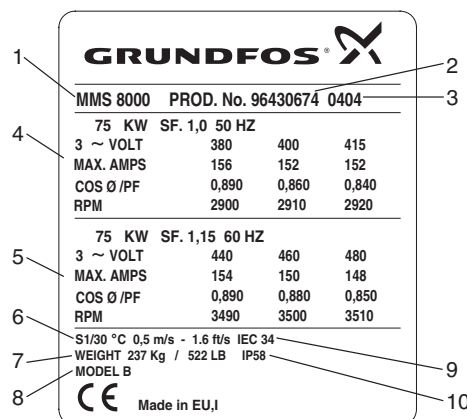 GRUNDFOS®
1
2
MMS 8000 PROD. No. 96430674 0404
3
75 KW SF. 1,0 50 HZ
4
3 ~ VOLT 380 400 415
MAX. AMPS 156 152 152
COS Ø /PF 0,890 0,860 0,840
RPM 2900 2910 2920
75 KW SF. 1,15 60 HZ
3 ~ VOLT 440 460 480
5
MAX. AMPS 154 150 148
COS Ø /PF 0,890 0,880 0,850
RPM 3490 3500 3510
6
S1/30 °C 0,5 m/s - 1.6 ft/s IEC 34
9
7
WEIGHT 237 Kg / 522 LB IP58
10
8
MODEL B
CE Made in EU,I